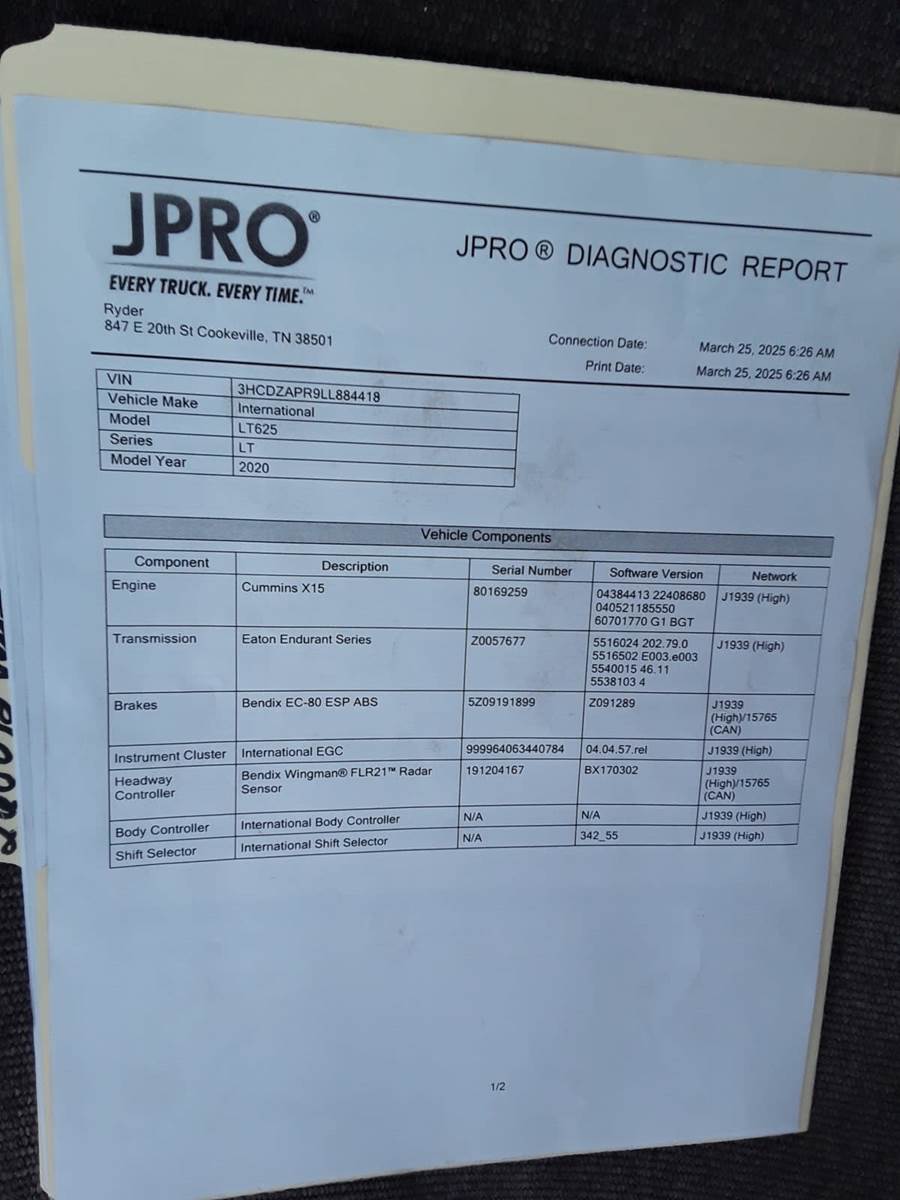 JPRO®
EVERY TRUCK. EVERY TIME.™
JPRO® DIAGNOSTIC REPORT
Ryder
847 E 20th St Cookeville, TN 38501
Connection Date: March 25, 2025 6:26 AM
Print Date: March 25, 2025 6:26 AM
VIN 3HCDZAPR9LL884418
Vehicle Make International
Model LT625
Series LT
Model Year 2020
Vehicle Components
Component Description Serial Number Software Version Network
Engine Cummins X15 80169259 04384413 22408680 J1939 (High)
040521185550
60701770 G1 BGT
Transmission Eaton Endurant Series Z0057677 5516024 202.79.0 J1939 (High)
5516502 E003.e003
5540015 46.11
5538103 4
Brakes Bendix EC-80 ESP ABS 5Z09191899 Z091289 J1939
(High)/15765
(CAN)
Instrument Cluster International EGC 999964063440784 04.04.57.rel J1939 (High)
Headway Bendix Wingman® FLR21™ Radar 191204167 BX170302 J1939
Controller Sensor (High)/15765
(CAN)
Body Controller International Body Controller N/A N/A J1939 (High)
Shift Selector International Shift Selector N/A 342_55 J1939 (High)
1/2